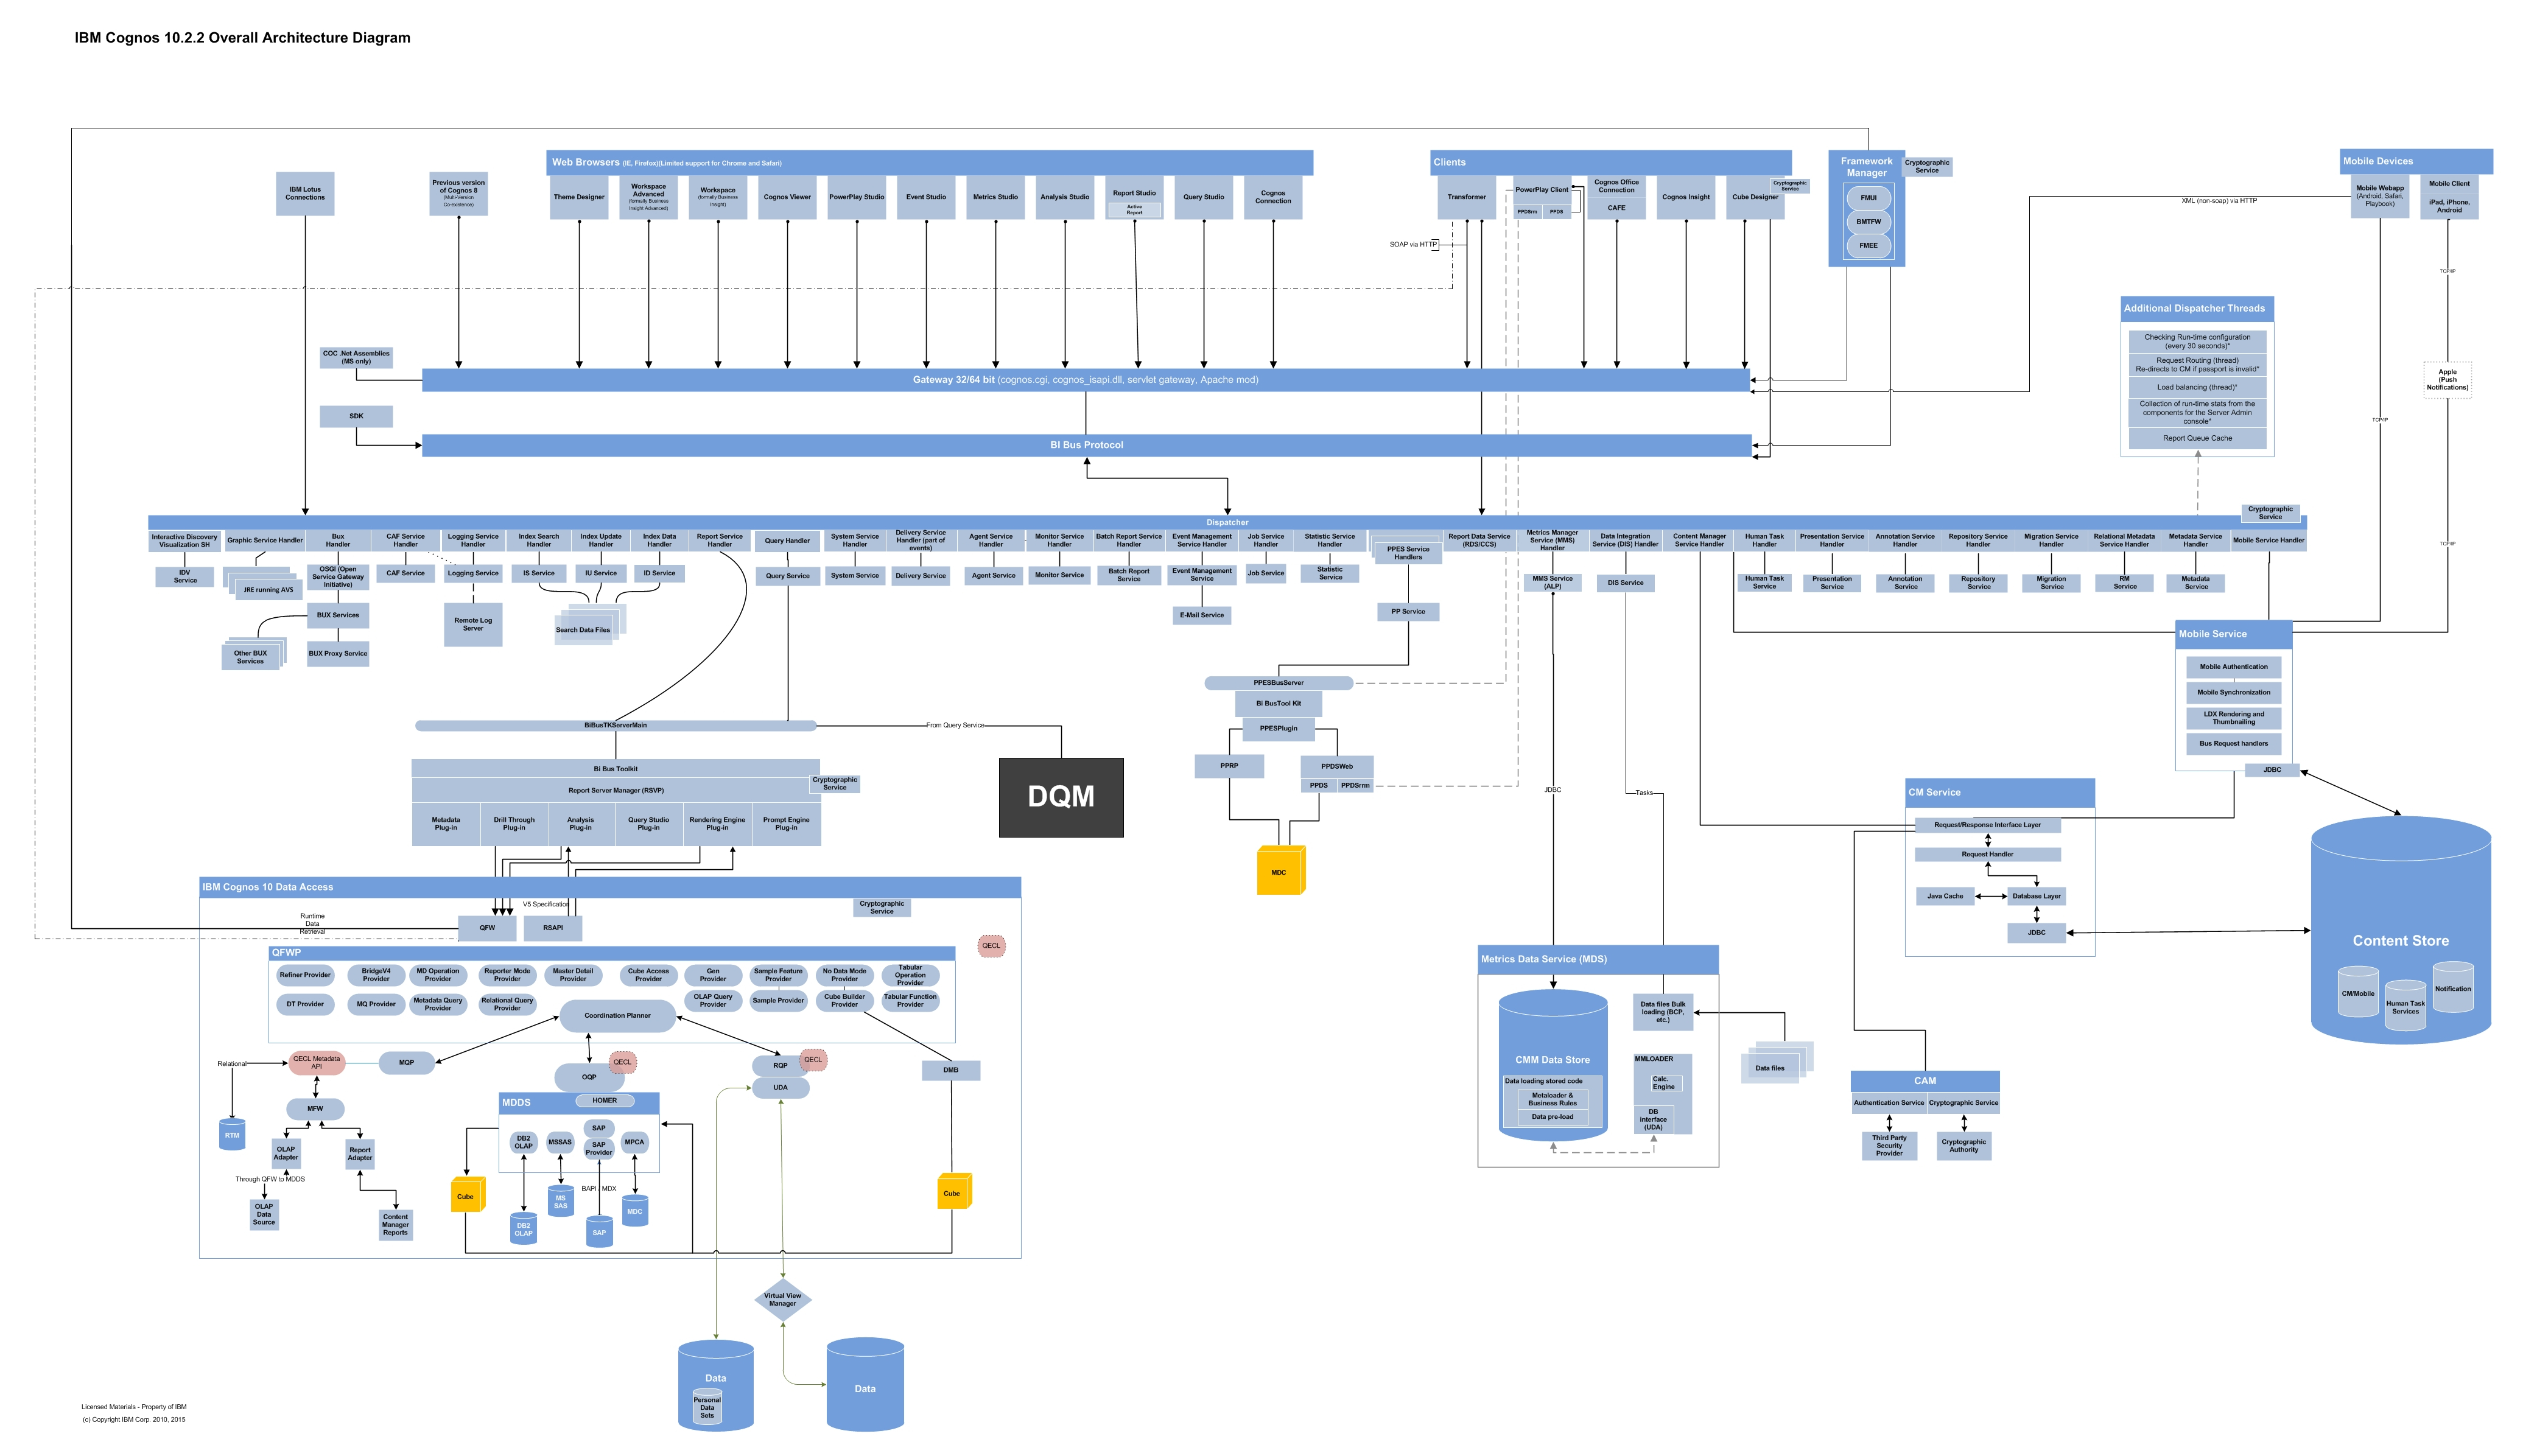 IBM Cognos 10.2.2 Overall Architecture Diagram
Web Browsers (IE, Firefox)(Limited support for Chrome and Safari)
Clients
Framework
Manager
Cryptographic
Service
Mobile Devices
IBM Lotus
Connections
Previous version
of Cognos 8
(Multi-Version
Co-existence)
Theme Designer
Workspace
Advanced
(formally Business
Insight Advanced)
Workspace
(formally Business
Insight)
Cognos Viewer
PowerPlay Studio
Event Studio
Metrics Studio
Analysis Studio
Report Studio
Active
Report
Query Studio
Cognos
Connection
Transformer
PowerPlay Client
PPDSrm
PPDS
Cognos Office
Connection
CAFE
Cognos Insight
Cube Designer
Cryptographic
Service
FMUI
BMTFW
FMEE
Mobile Webapp
(Android, Safari,
Playbook)
Mobile Client
iPad, iPhone,
Android
XML (non-soap) via HTTP
SOAP via HTTP
TCP/IP
Additional Dispatcher Threads
Checking Run-time configuration
(every 30 seconds)*
Request Routing (thread)
Re-directs to CM if passport is invalid*
Load balancing (thread)*
Collection of run-time stats from the
components for the Server Admin
console*
Report Queue Cache
COC .Net Assemblies
(MS only)
Gateway 32/64 bit (cognos.cgi, cognos_isapi.dll, servlet gateway, Apache mod)
Apple
(Push
Notifications)
SDK
BI Bus Protocol
TCP/IP
Dispatcher
Cryptographic
Service
TCP/IP
Interactive Discovery
Visualization SH
Graphic Service Handler
Bux
Handler
CAF Service
Handler
Logging Service
Handler
Index Search
Handler
Index Update
Handler
Index Data
Handler
Report Service
Handler
Query Handler
System Service
Handler
Delivery Service
Handler (part of
events)
Agent Service
Handler
Monitor Service
Handler
Batch Report Service
Handler
Event Management
Service Handler
Job Service
Handler
Statistic Service
Handler
PPES Service
Handlers
Report Data Service
(RDS/CCS)
Metrics Manager
Service (MMS)
Handler
Data Integration
Service (DIS) Handler
Content Manager
Service Handler
Human Task
Handler
Presentation Service
Handler
Annotation Service
Handler
Repository Service
Handler
Migration Service
Handler
Relational Metadata
Service Handler
Metadata Service
Handler
Mobile Service Handler
IDV
Service
JRE running AVS
OSGI (Open
Service Gateway
Initiative)
CAF Service
Logging Service
IS Service
IU Service
ID Service
Query Service
System Service
Delivery Service
Agent Service
Monitor Service
Batch Report
Service
Event Management
Service
Job Service
Statistic
Service
MMS Service
(ALP)
DIS Service
Human Task
Service
Presentation
Service
Annotation
Service
Repository
Service
Migration
Service
RM
Service
Metadata
Service
BUX Services
Remote Log
Server
Search Data Files
E-Mail Service
PP Service
Other BUX
Services
BUX Proxy Service
Mobile Service
Mobile Authentication
Mobile Synchronization
LDX Rendering and
Thumbnailing
Bus Request handlers
JDBC
PPESBusServer
Bi BusTool Kit
PPESPlugin
PPRP
PPDSWeb
PPDS
PPDSrrm
MDC
JDBC
Tasks
BiBusTKServerMain
From Query Service
DQM
Bi Bus Toolkit
Report Server Manager (RSVP)
Cryptographic
Service
Metadata
Plug-in
Drill Through
Plug-in
Analysis
Plug-in
Query Studio
Plug-in
Rendering Engine
Plug-in
Prompt Engine
Plug-in
CM Service
Request/Response Interface Layer
Request Handler
Java Cache
Database Layer
JDBC
Content Store
CM/Mobile
Human Task
Services
Notification
IBM Cognos 10 Data Access
V5 Specification
Cryptographic
Service
Runtime
Data
Retrieval
QFW
RSAPI
QECL
QFWP
Refiner Provider
BridgeV4
Provider
MD Operation
Provider
Reporter Mode
Provider
Master Detail
Provider
Cube Access
Provider
Gen
Provider
Sample Feature
Provider
No Data Mode
Provider
Tabular
Operation
Provider
DT Provider
MQ Provider
Metadata Query
Provider
Relational Query
Provider
OLAP Query
Provider
Sample Provider
Cube Builder
Provider
Tabular Function
Provider
Coordination Planner
Relational
QECL Metadata
API
MQP
QECL
OQP
RQP
QECL
UDA
DMB
MFW
RTM
OLAP
Adapter
Report
Adapter
Through QFW to MDDS
OLAP
Data
Source
Content
Manager
Reports
MDDS
HOMER
DB2
OLAP
MSSAS
SAP
SAP
Provider
MPCA
BAPI / MDX
Cube
DB2
OLAP
MS
SAS
SAP
MDC
Cube
Metrics Data Service (MDS)
CMM Data Store
Data loading stored code
Metaloader &
Business Rules
Data pre-load
Data files Bulk
loading (BCP,
etc.)
MMLOADER
Calc.
Engine
DB
interface
(UDA)
Data files
CAM
Authentication Service
Cryptographic Service
Third Party
Security
Provider
Cryptographic
Authority
Virtual View
Manager
Data
Personal
Data
Sets
Data
Licensed Materials - Property of IBM
(c) Copyright IBM Corp. 2010, 2015